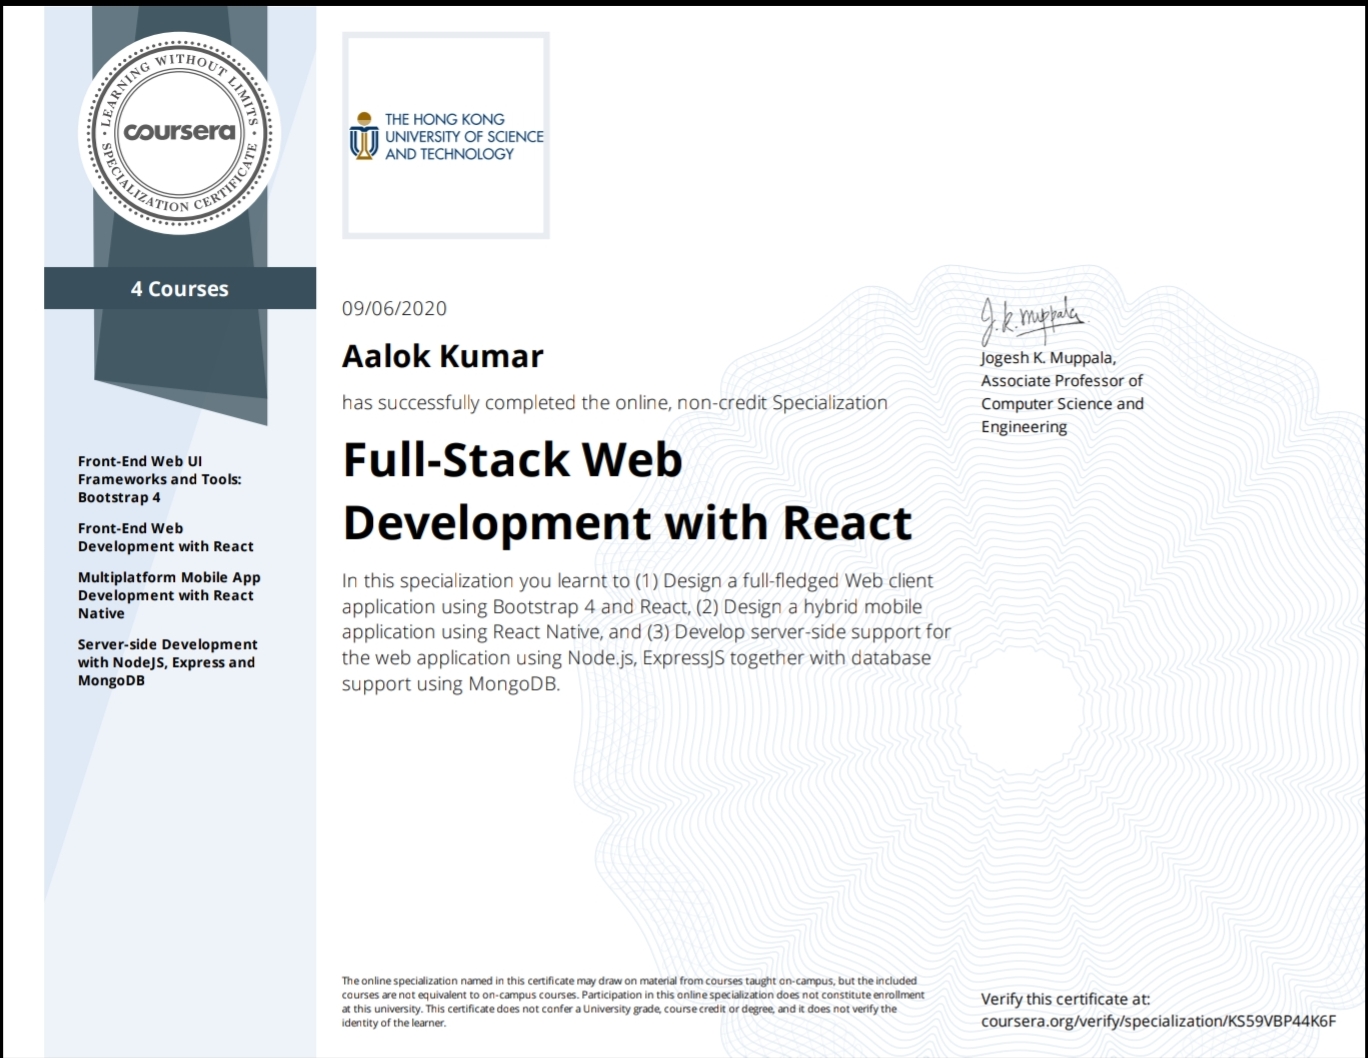 LEARNING WITHOUT LIMITS
coursera
SPECIALIZATION CERTIFICATE
4 Courses
Front-End Web UI
Frameworks and Tools:
Bootstrap 4
Front-End Web
Development with React
Multiplatform Mobile App
Development with React
Native
Server-side Development
with NodeJS, Express and
MongoDB
THE HONG KONG
UNIVERSITY OF SCIENCE
AND TECHNOLOGY
09/06/2020
Aalok Kumar
has successfully completed the online, non-credit Specialization
Full-Stack Web
Development with React
In this specialization you learnt to (1) Design a full-fledged Web client
application using Bootstrap 4 and React, (2) Design a hybrid mobile
application using React Native, and (3) Develop server-side support for
the web application using Node.js, ExpressJS together with database
support using MongoDB.
J.K. Muppala
Jogesh K. Muppala,
Associate Professor of
Computer Science and
Engineering
The online specialization named in this certificate may draw on material from courses taught on-campus, but the included
courses are not equivalent to on-campus courses. Participation in this online specialization does not constitute enrollment
at this university. This certificate does not confer a University grade, course credit or degree, and it does not verify the
identity of the learner.
Verify this certificate at:
coursera.org/verify/specialization/KS59VBP44K6F